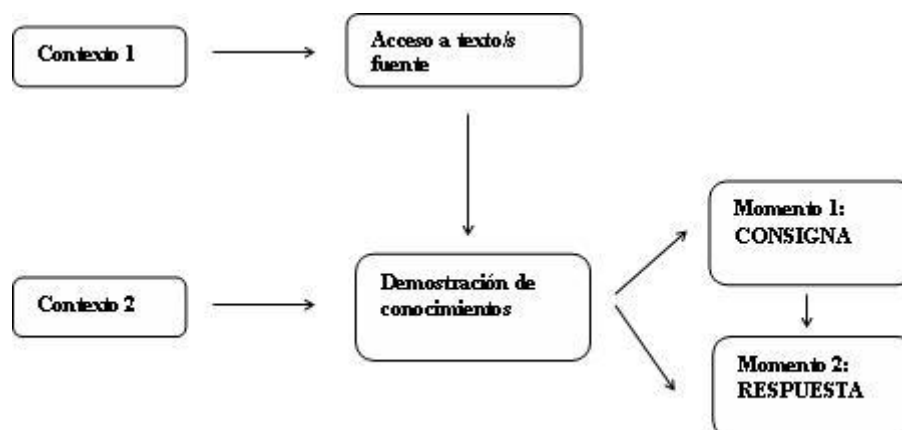 Contexto 1
Acceso a texto/s
fuente
Momento 1:
CONSIGNA
Contexto 2
Demostración de
conocimientos
Momento 2:
RESPUESTA